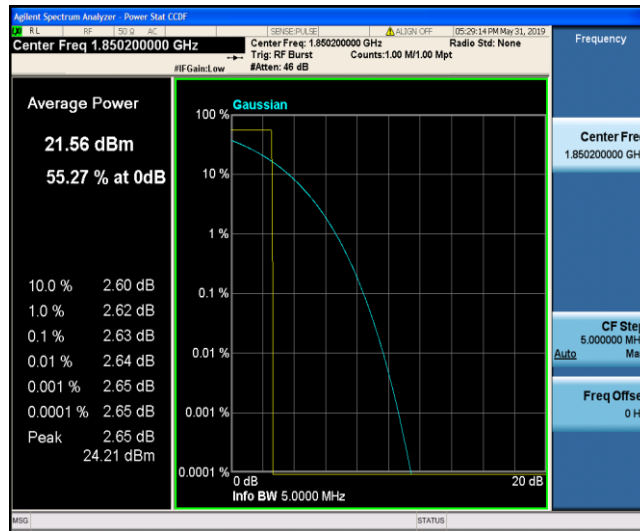 Agilent Spectrum Analyzer - Power Stat CCDF
RL RF 50 Ω AC SENSE:PULSE ALIGN OFF 05:29:14 PM May 31, 2019
Center Freq 1.850200000 GHz
Center Freq: 1.850200000 GHz Radio Std: None
Trig: RF Burst Counts:1.00 M/1.00 Mpt
#IFGain:Low #Atten: 46 dB
Frequency
Average Power
21.56 dBm
55.27 % at 0dB
10.0 % 2.60 dB
1.0 % 2.62 dB
0.1 % 2.63 dB
0.01 % 2.64 dB
0.001 % 2.65 dB
0.0001 % 2.65 dB
Peak 2.65 dB
24.21 dBm
Gaussian
100 %
10 %
1 %
0.1 %
0.01 %
0.001 %
0.0001 %
0 dB 20 dB
Info BW 5.0000 MHz
Center Fre
1.850200000 GH
CF Step
5.000000 MH
Auto Ma
Freq Offse
0 H
MSG STATUS